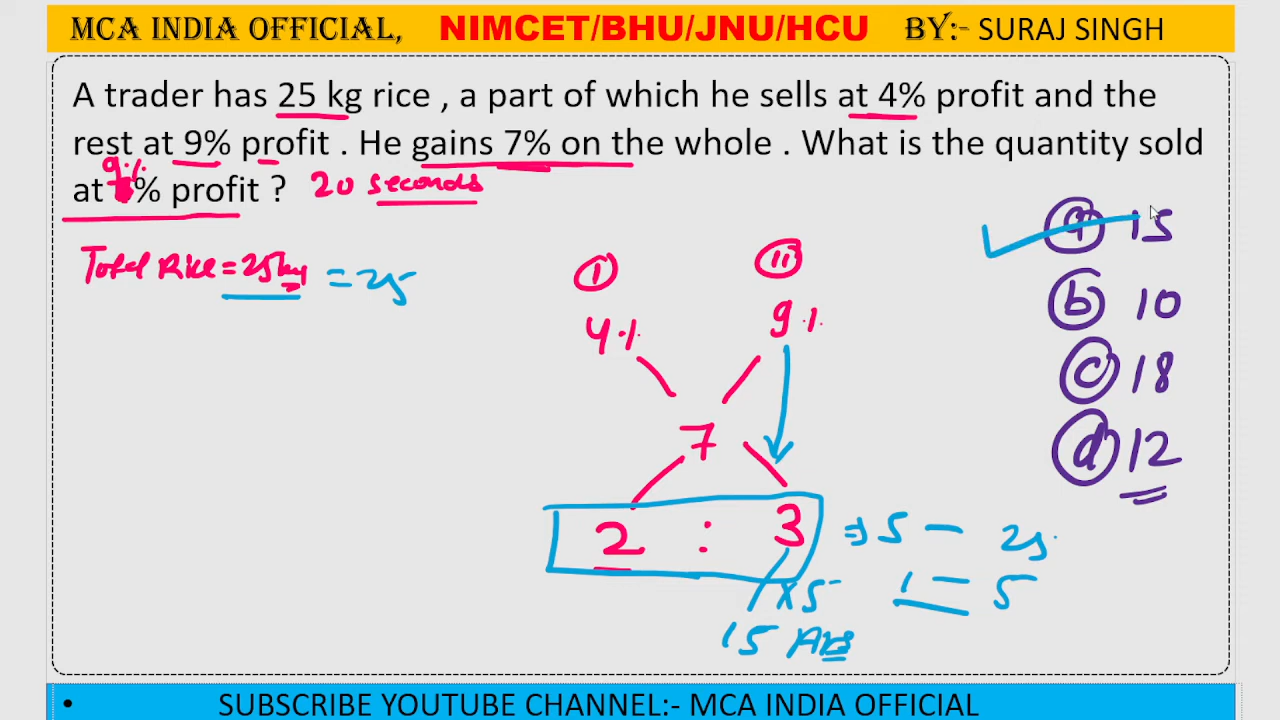 MCA INDIA OFFICIAL, NIMCET/BHU/JNU/HCU BY:- SURAJ SINGH
A trader has 25 kg rice , a part of which he sells at 4% profit and the
rest at 9% profit . He gains 7% on the whole . What is the quantity sold
9%
at % profit ? 20 seconds
Total Rice = 25kg = 25
I II
4% 9%
7
2 : 3 => 5 - 25
×5 1 - 5
15 Ans
a 15
b 10
c 18
d 12
• SUBSCRIBE YOUTUBE CHANNEL:- MCA INDIA OFFICIAL